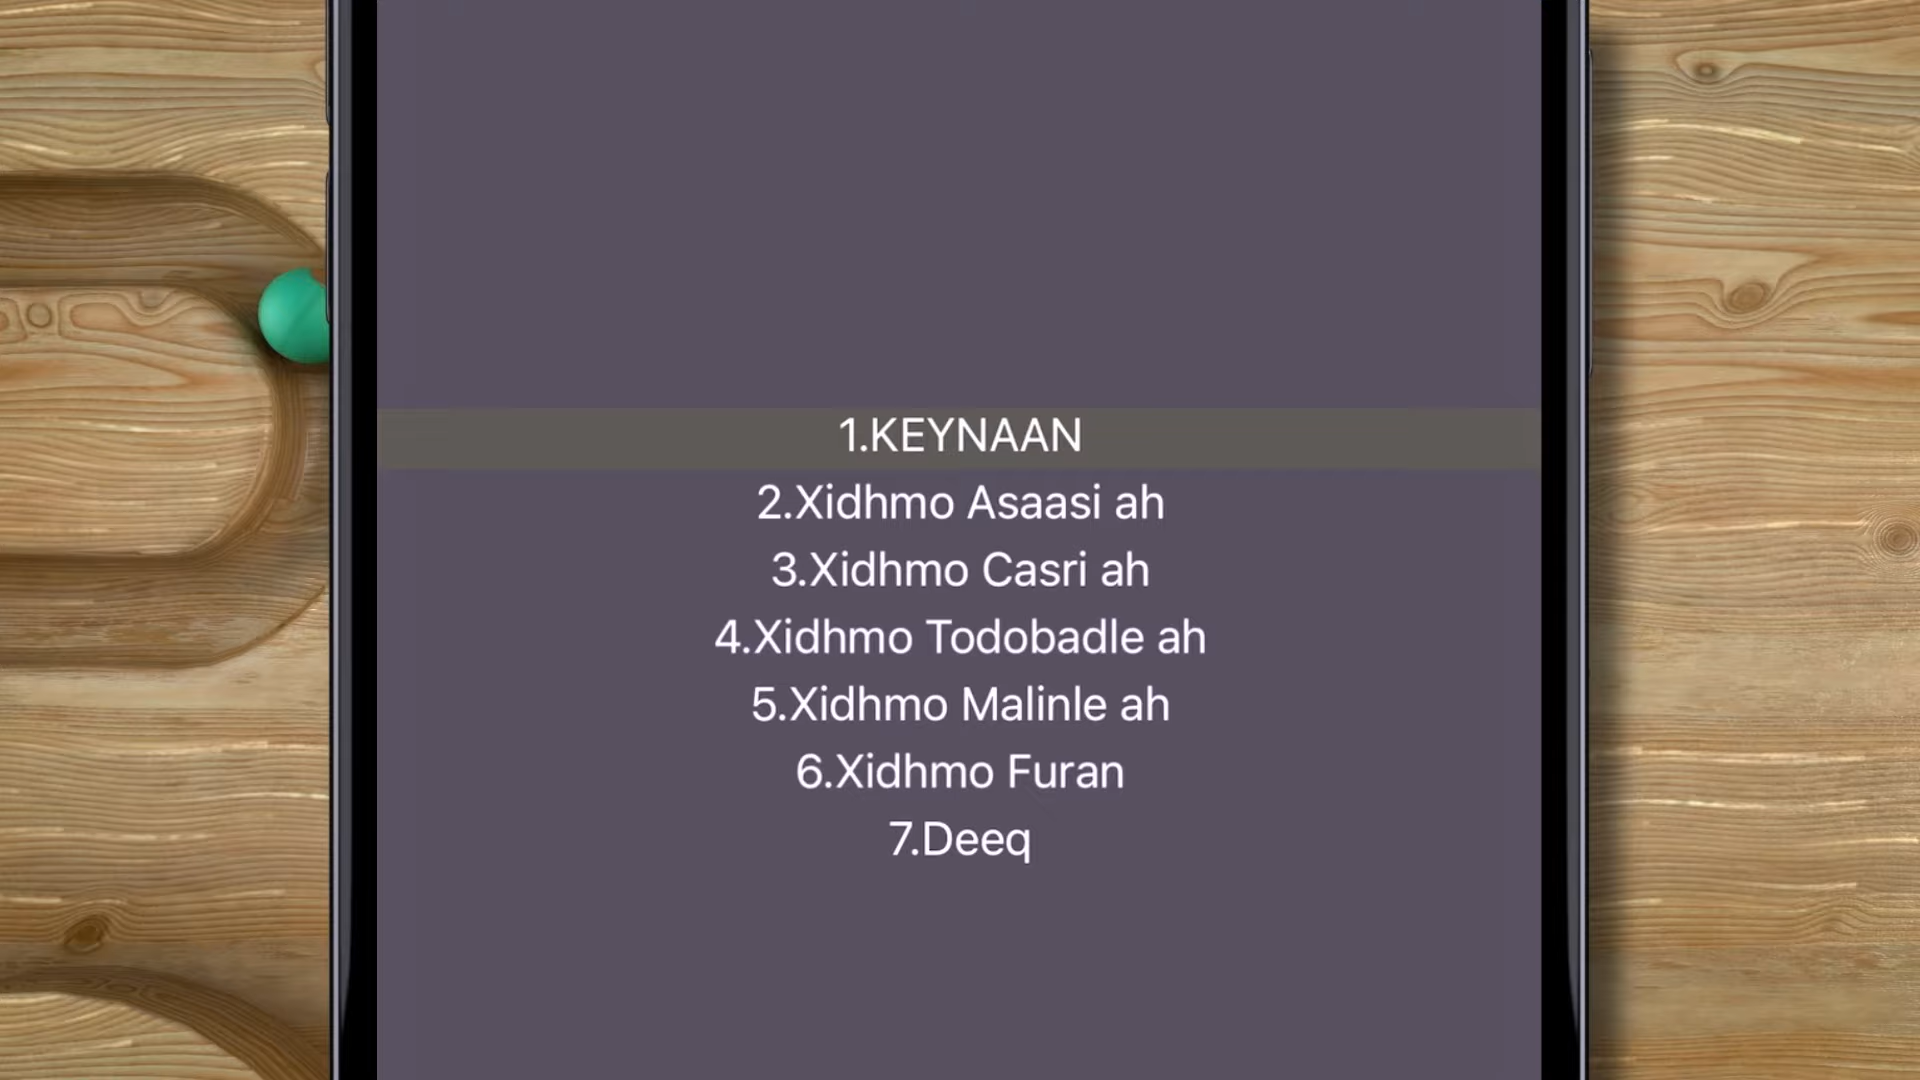 1.KEYNAAN
2.Xidhmo Asaasi ah
3.Xidhmo Casri ah
4.Xidhmo Todobadle ah
5.Xidhmo Malinle ah
6.Xidhmo Furan
7.Deeq